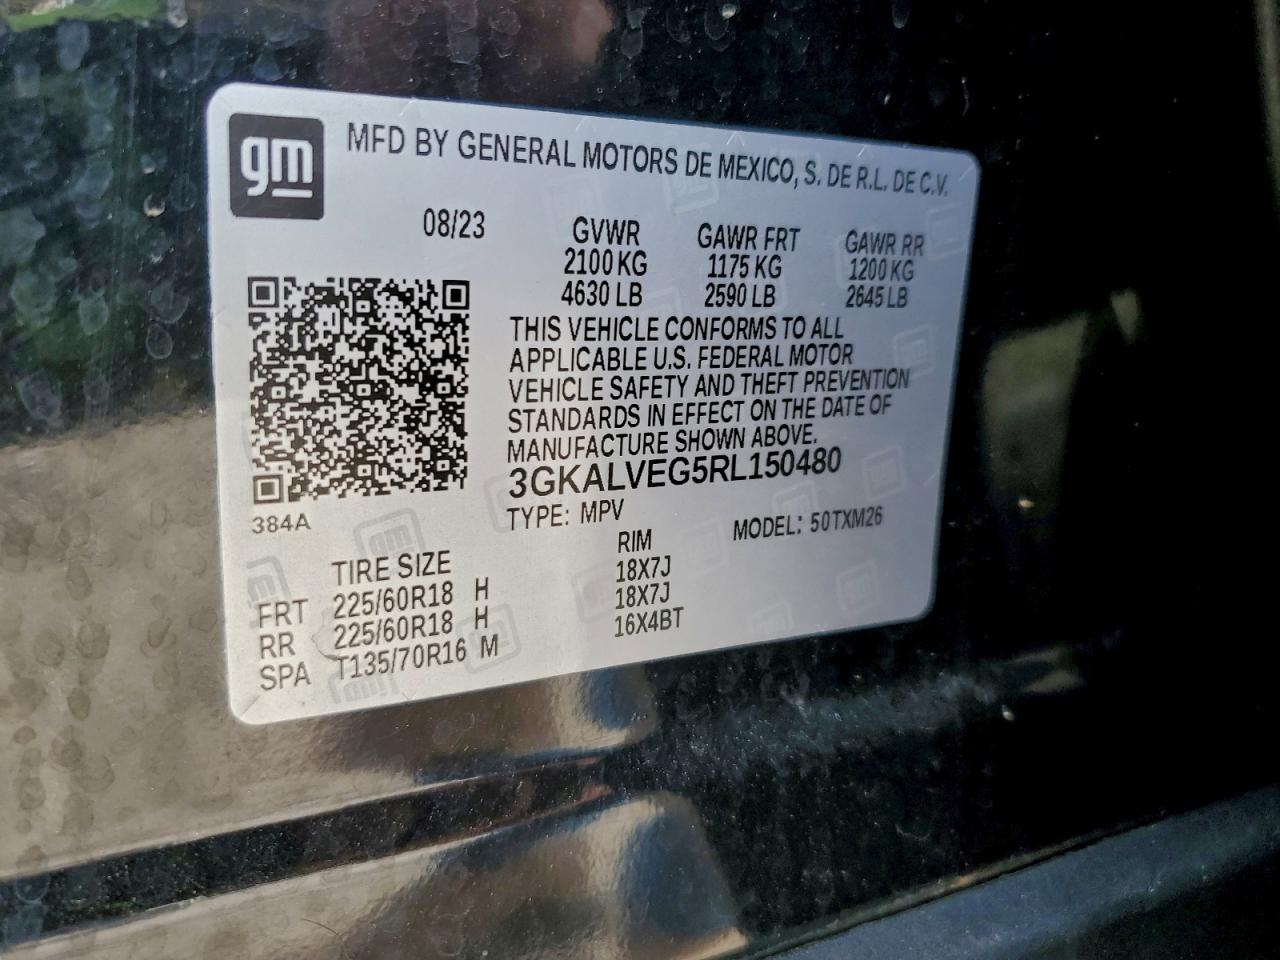 gm
MFD BY GENERAL MOTORS DE MEXICO, S. DE R.L. DE C.V.
08/23
GVWR GAWR FRT GAWR RR
2100 KG 1175 KG 1200 KG
4630 LB 2590 LB 2645 LB
THIS VEHICLE CONFORMS TO ALL
APPLICABLE U.S. FEDERAL MOTOR
VEHICLE SAFETY AND THEFT PREVENTION
STANDARDS IN EFFECT ON THE DATE OF
MANUFACTURE SHOWN ABOVE.
3GKALVEG5RL150480
384A
TYPE: MPV MODEL: 50TXM26
TIRE SIZE RIM
FRT 225/60R18 H 18X7J
RR 225/60R18 H 18X7J
SPA T135/70R16 M 16X4BT